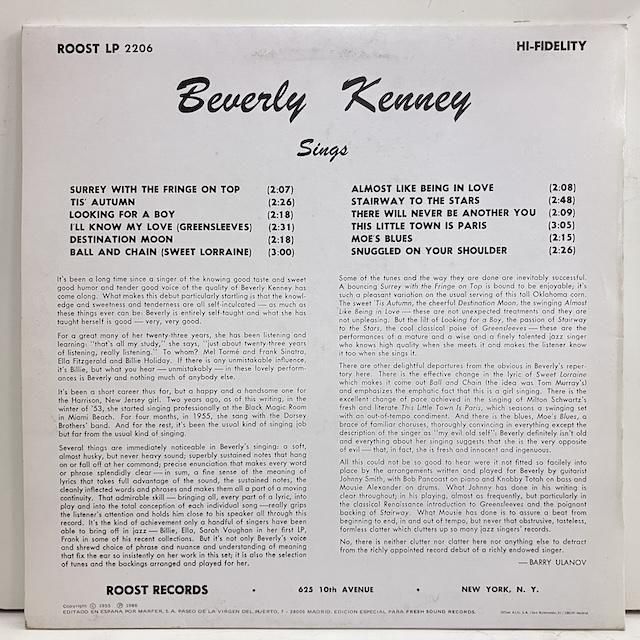 ROOST LP 2206
HI-FIDELITY
Beverly Kenney
Sings
SURREY WITH THE FRINGE ON TOP (2:07)
TIS' AUTUMN (2:26)
LOOKING FOR A BOY (2:18)
I'LL KNOW MY LOVE (GREENSLEEVES) (2:31)
DESTINATION MOON (2:18)
BALL AND CHAIN (SWEET LORRAINE) (3:00)
ALMOST LIKE BEING IN LOVE (2:08)
STAIRWAY TO THE STARS (2:48)
THERE WILL NEVER BE ANOTHER YOU (2:09)
THIS LITTLE TOWN IS PARIS (3:05)
MOE'S BLUES (2:15)
SNUGGLED ON YOUR SHOULDER (2:26)
It's been a long time since a singer of the knowing good taste and sweet
good humor and tender good voice of the quality of Beverly Kenney has
come along. What makes this debut particularly startling is that the knowl-
edge and sweetness and tenderness are all self-inculcated — as much as
these things ever can be: Beverly is entirely self-taught and what she has
taught herself is good — very, very good.
For a great many of her twenty-three years, she has been listening and
learning: "that's all my study," she says, "just about twenty-three years
of listening, really listening." To whom? Mel Tormé and Frank Sinatra,
Ella Fitzgerald and Billie Holiday. If there is any unmistakable influence,
it's Billie, but what you hear — unmistakably — in these lovely perform-
ances is Beverly and nothing much of anybody else.
It's been a short career thus far, but a happy and a handsome one for
the Harrison, New Jersey girl. Two years ago, as of this writing, in the
winter of '53, she started singing professionally at the Black Magic Room
in Miami Beach. For four months, in 1955, she sang with the Dorsey
Brothers' band. And for the rest, it's been the usual kind of singing job
but far from the usual kind of singing.
Several things are immediately noticeable in Beverly's singing: a soft,
almost husky, but never heavy sound; superbly sustained notes that hang
on or fall off at her command; precise enunciation that makes every word
or phrase splendidly clear — in sum, a fine sense of the meaning of
lyrics that takes full advantage of the sound, the sustained notes, the
cleanly inflected words and phrases and makes them all a part of a moving
continuity. That admirable skill — bringing all, every part of a lyric, into
play and into the total conception of each individual song —really grips
the listener's attention and holds him close to his speaker all through this
record. It's the kind of achievement only a handful of singers have been
able to bring off in jazz — Billie, Ella, Sarah Vaughan in her first LP,
Frank in some of his recent collections. But it's not only Beverly's voice
and shrewd choice of phrase and nuance and understanding of meaning
that fix the ear so insistently on her work in this set; it is also the selection
of tunes and the backings arranged and played for her.
Some of the tunes and the way they are done are inevitably successful.
A bouncing Surrey with the Fringe on Top is bound to be enjoyable; it's
such a pleasant variation on the usual serving of this tall Oklahoma corn.
The sweet Tis Autumn, the cheerful Destination Moon, the swinging Almost
Like Being in Love — these are not unexpected treatments and they are
not unpleasing. But the lilt of Looking for a Boy, the passion of Stairway
to the Stars, the cool classical poise of Greensleeves — these are the
performances of a mature and a wise and a finely talented jazz singer
who knows high quality when she meets it and makes the listener know
it too when she sings it.
There are other delightful departures from the obvious in Beverly's reper-
tory here. There is the effective change in the lyric of Sweet Lorraine
which makes it come out Ball and Chain (the idea was Tom Murray's)
and emphasizes the emphatic fact that this is a girl singing. There is the
excellent change of pace achieved in the singing of Milton Schwartz's
fresh and literate This Little Town Is Paris, which seasons a swinging set
with an out-of-tempo condiment. And there is the blues, Moe's Blues, a
brace of familiar choruses, thoroughly convincing in everything except the
description of the singer as "my evil old self". Beverly definitely isn't old
and everything about her singing suggests that she is the very opposite
of evil — that, in fact, she is fresh and innocent and ingenuous.
All this could not be so good to hear were it not fitted so facilely into
place by the arrangements written and played for Beverly by guitarist
Johnny Smith, with Bob Pancoast on piano and Knobby Totah on bass and
Mousie Alexander on drums. What Johnny has done in his writing is
clear throughout; in his playing, almost as frequently, but particularly in
the classical Renaissance introduction to Greensleeves and the poignant
backing of Stairway. What Mousie has done is to assure a beat from
beginning to end, in and out of tempo, but never that obstrusive, tasteless,
formless clatter which clutters up so many jazz singers' records.
No, there is neither clutter nor clatter here nor anything else to detract
from the richly appointed record debut of a richly endowed singer.
—BARRY ULANOV
ROOST RECORDS • 625 10th AVENUE • NEW YORK, N. Y.
Copyright © 1955 ℗ 1986
EDITADO EN ESPAÑA POR MARFER, S.A. PASEO DE LA VIRGEN DEL PUERTO, 7 - 28005 MADRID. EDICION ESPECIAL PARA FRESH SOUND RECORDS.